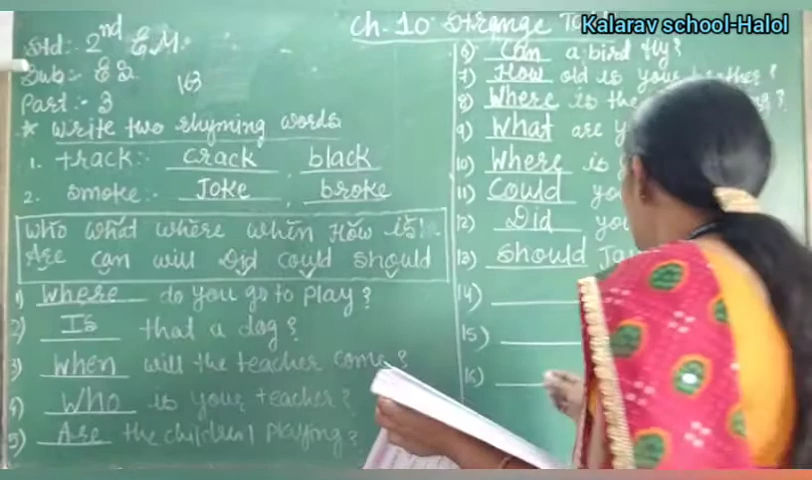 Kalarav school-Halol
Ch. 10. Strange
Std:- 2nd E.M.
Sub:- E
Part:- 3
* Write two rhyming words
1. track:- crack, black
2. smoke:- Joke, broke
Who What where when How is
Are can will Did could should
1) Where do you go to play?
2) Is that a dog?
3) When will the teacher come?
4) Who is your teacher?
5) Are the children playing?
6) Can a bird fly?
7) How old is your brother?
8) Where is the
9) What are
10) Where is
11) Could
12) Did
13) Should
14)
15)
16)